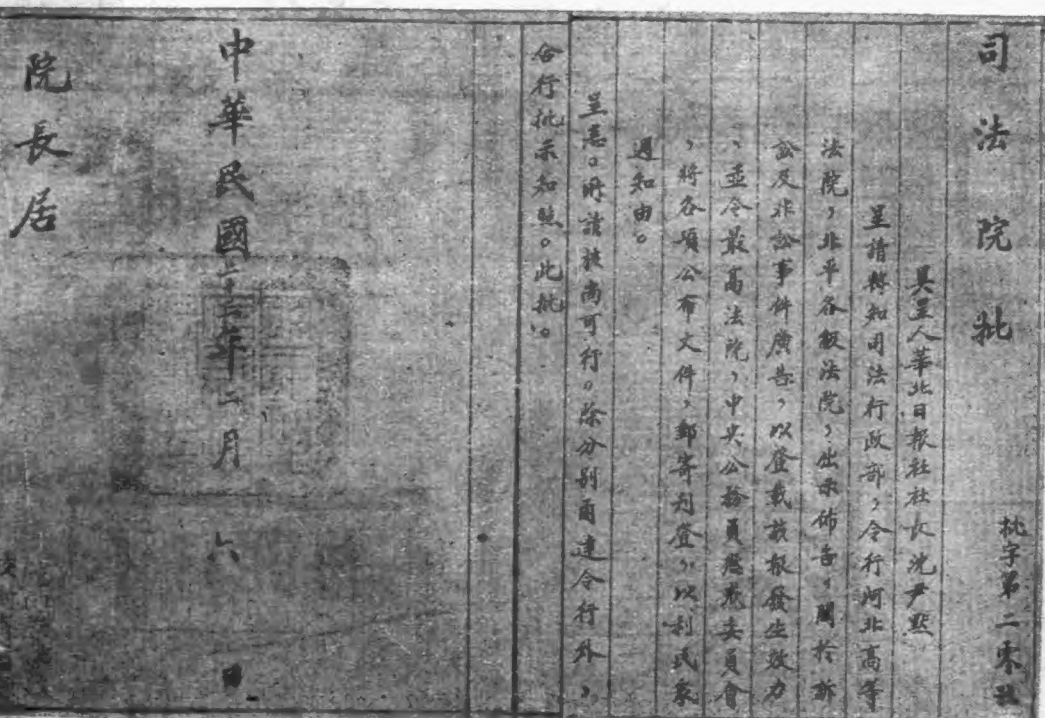 司法院批
批字第二零號
具呈人華北日報社社長沈尹默
呈請轉知司法行政部，令行河北高等
法院，北平各級法院，出示佈告，關於訴
訟及非訟事件廣告，以登載該報發生效力
，並令最高法院，中央公務員懲戒委員會
，將各項公布文件，郵寄刊登，以利民衆
週知由。
呈悉。所請核尚可行。除分別函達令行外，
合行批示知照。此批。
中華民國二十六年二月六日
院長居